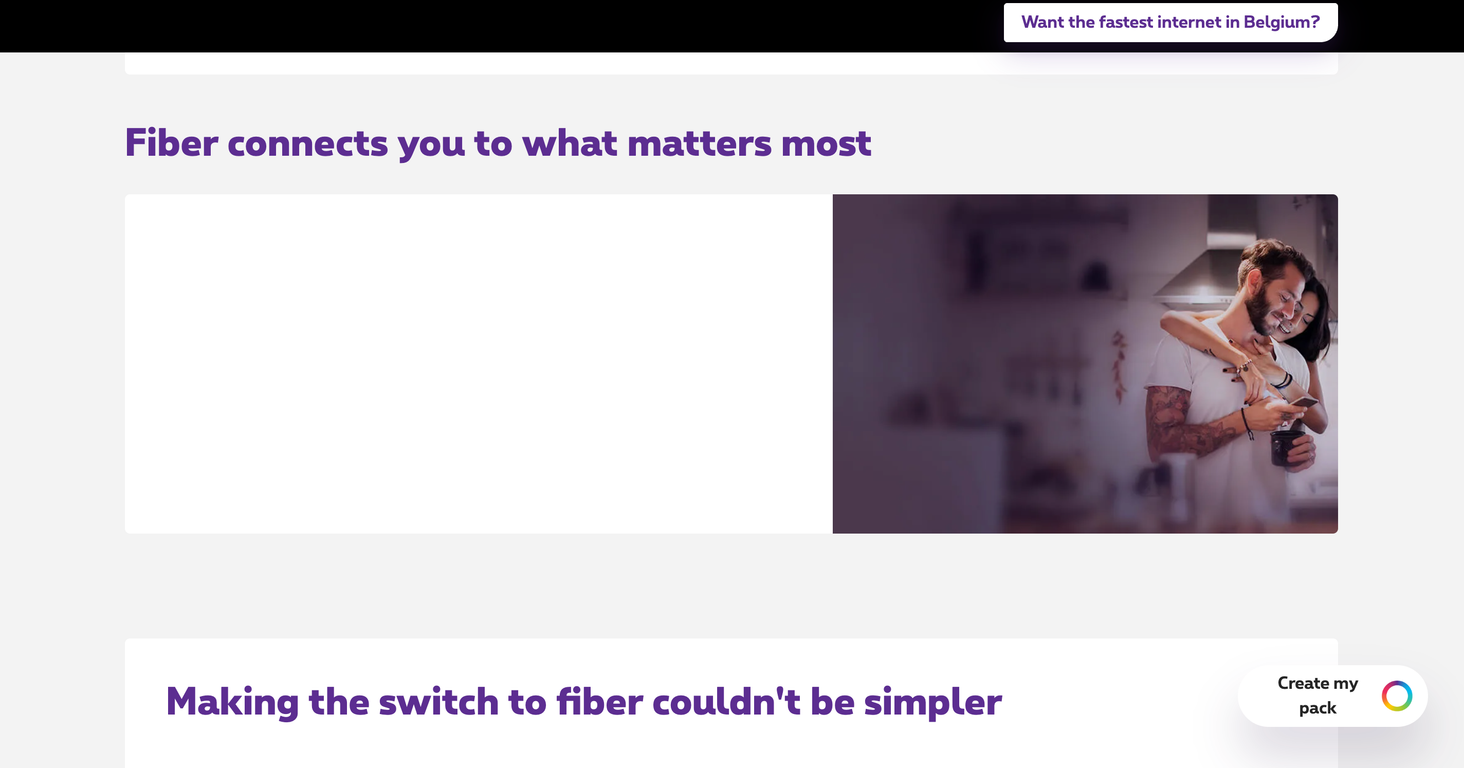 Want the fastest internet in Belgium?
Fiber connects you to what matters most
Making the switch to fiber couldn't be simpler
Create my
pack